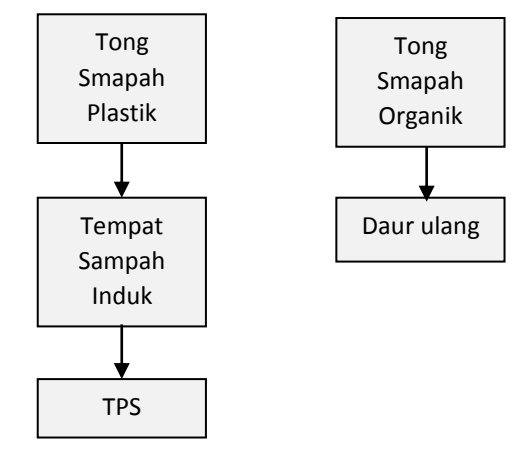 Tong
Smapah
Plastik
Tempat
Sampah
Induk
TPS
Tong
Smapah
Organik
Daur ulang